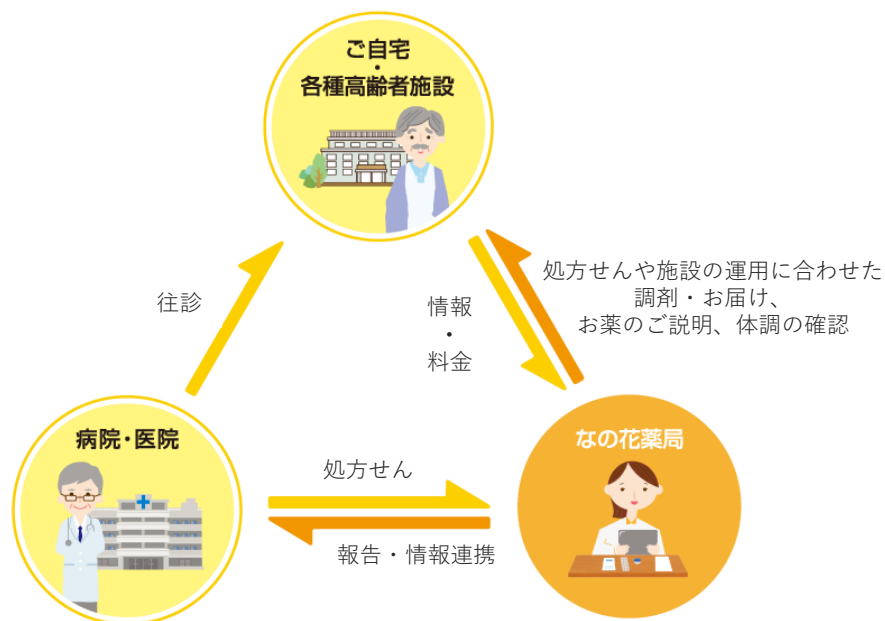 ご自宅
・
各種高齢者施設
処方せんや施設の運用に合わせた
調剤・お届け、
お薬のご説明、体調の確認
往診
情報
・
料金
病院・医院
なの花薬局
処方せん
報告・情報連携